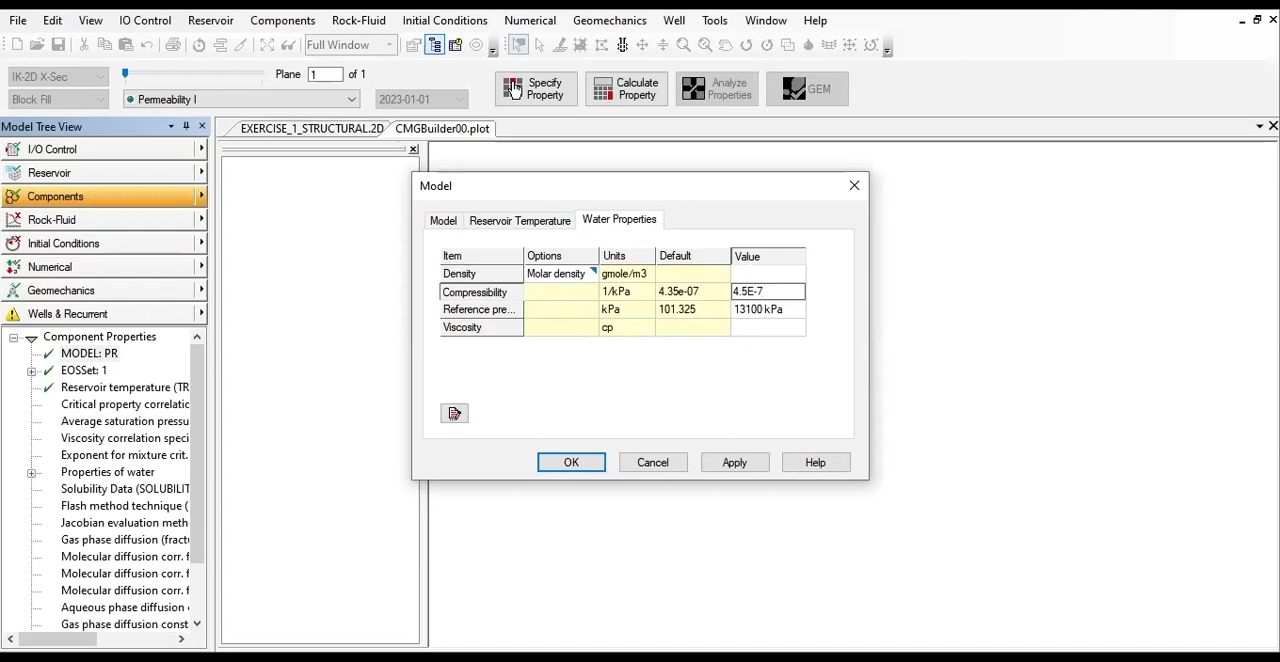 File Edit View IO Control Reservoir Components Rock-Fluid Initial Conditions Numerical Geomechanics Well Tools Window Help
Full Window
IK-2D X-Sec Plane 1 of 1
Block Fill Permeability I 2023-01-01
Specify Property
Calculate Property
Analyze Properties
GEM
Model Tree View
EXERCISE_1_STRUCTURAL.2D CMGBuilder00.plot
I/O Control
Reservoir
Components
Rock-Fluid
Initial Conditions
Numerical
Geomechanics
Wells & Recurrent
Component Properties
MODEL: PR
EOSSet: 1
Reservoir temperature (TR
Critical property correlatic
Average saturation pressu
Viscosity correlation speci
Exponent for mixture crit.
Properties of water
Solubility Data (SOLUBILIT
Flash method technique (
Jacobian evaluation meth
Gas phase diffusion (fract
Molecular diffusion corr. f
Molecular diffusion corr. f
Molecular diffusion corr. f
Aqueous phase diffusion
Gas phase diffusion const
Model
Model Reservoir Temperature Water Properties
Item Options Units Default Value
Density Molar density gmole/m3
Compressibility 1/kPa 4.35e-07 4.5E-7
Reference pre... kPa 101.325 13100 kPa
Viscosity cp
OK Cancel Apply Help